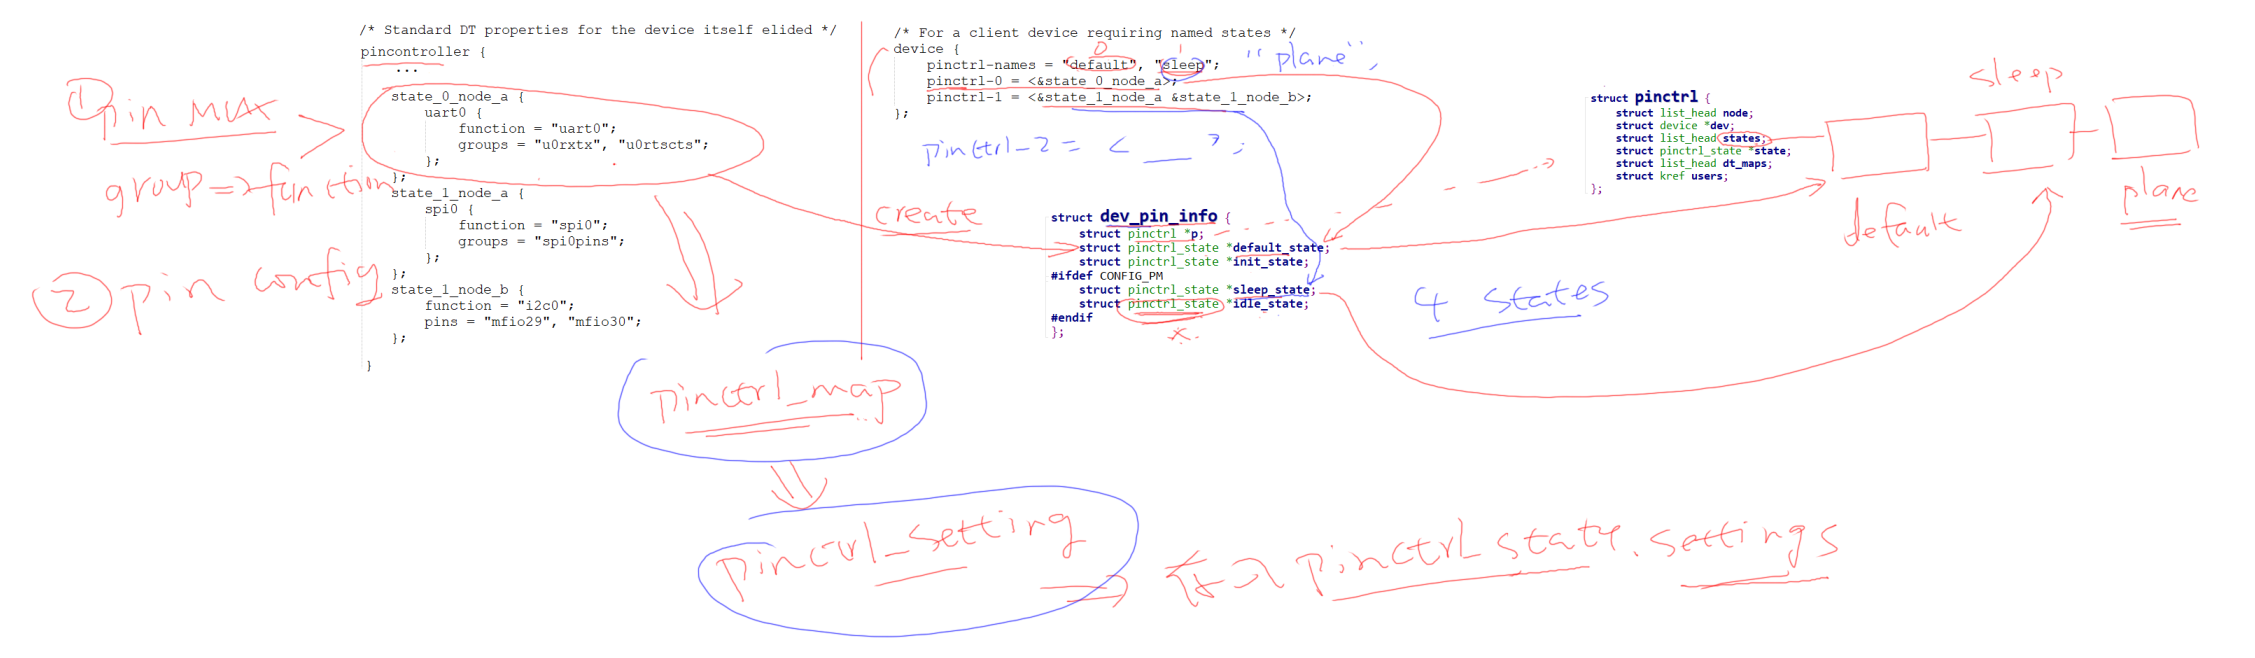 /* Standard DT properties for the device itself elided */
pincontroller {
...
state_0_node_a {
uart0 {
function = "uart0";
groups = "u0rxtx", "u0rtscts";
};
};
state_1_node_a {
spi0 {
function = "spi0";
groups = "spi0pins";
};
};
state_1_node_b {
function = "i2c0";
pins = "mfio29", "mfio30";
};
}
① pin mux
group => function
② pin config
/* For a client device requiring named states */
device {
0 1
pinctrl-names = "default", "sleep";
"plane",
pinctrl-0 = <&state_0_node_a>;
pinctrl-1 = <&state_1_node_a &state_1_node_b>;
};
pinctrl-2 = < __ >;
create
struct dev_pin_info {
struct pinctrl *p;
struct pinctrl_state *default_state;
struct pinctrl_state *init_state;
#ifdef CONFIG_PM
struct pinctrl_state *sleep_state;
struct pinctrl_state *idle_state;
#endif
};
4 states
struct pinctrl {
struct list_head node;
struct device *dev;
struct list_head states;
struct pinctrl_state *state;
struct list_head dt_maps;
struct kref users;
};
sleep
default
plane
pinctrl_map
pinctrl_setting
存入 pinctrl_state.settings